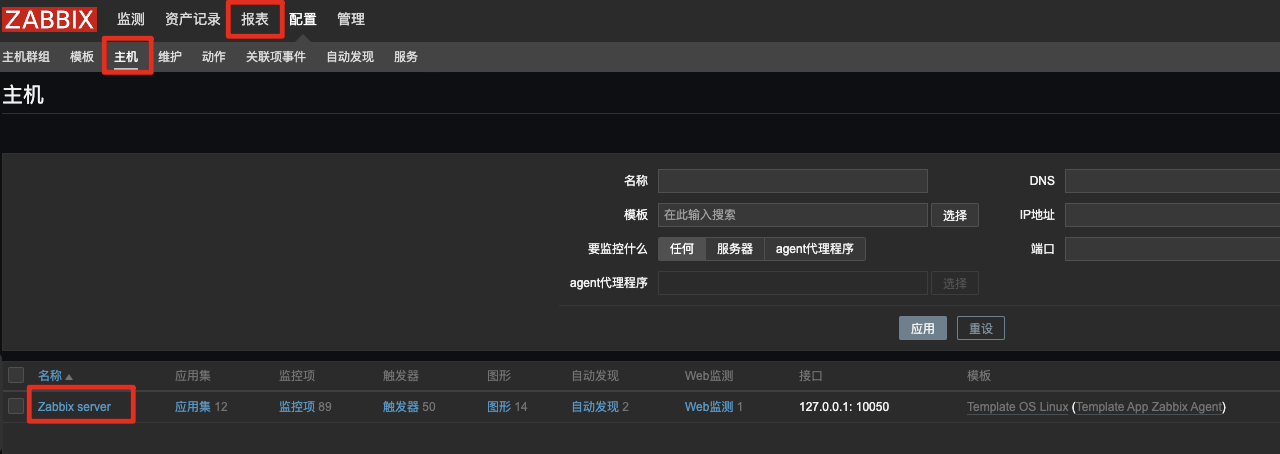 ZABBIX 监测 资产记录 报表 配置 管理
主机群组 模板 主机 维护 动作 关联项事件 自动发现 服务
主机
名称 DNS
模板 在此输入搜索 选择 IP地址
要监控什么 任何 服务器 agent代理程序 端口
agent代理程序 选择
应用 重设
名称 应用集 监控项 触发器 图形 自动发现 Web监测 接口 模板
Zabbix server 应用集 12 监控项 89 触发器 50 图形 14 自动发现 2 Web监测 1 127.0.0.1: 10050 Template OS Linux (Template App Zabbix Agent)